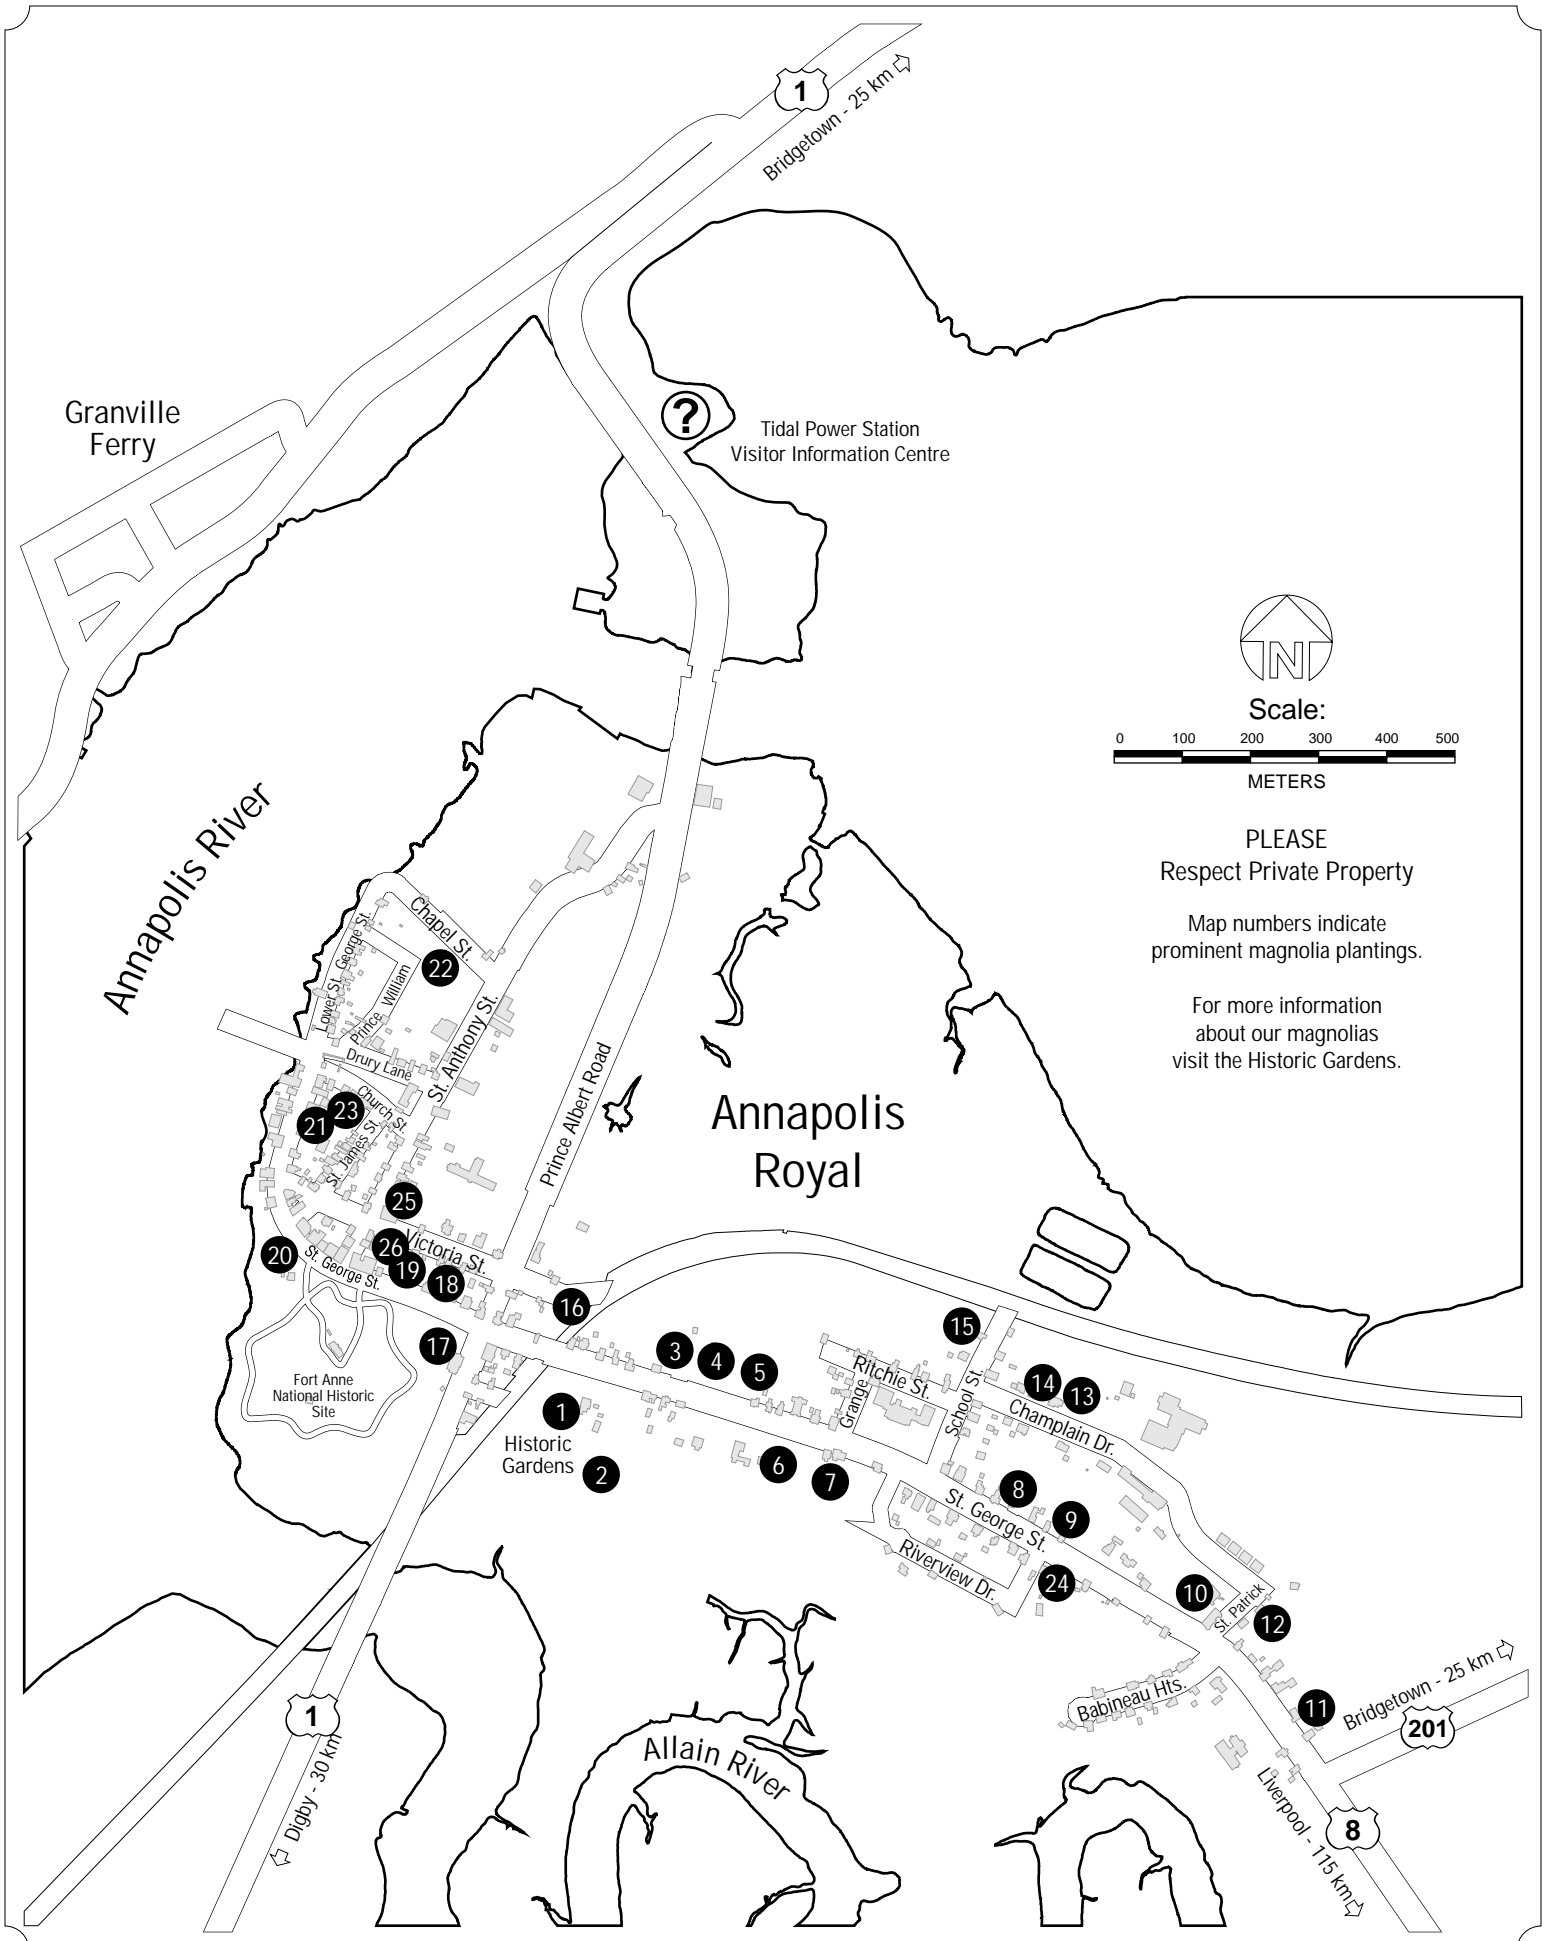 1
Bridgetown - 25 km
Granville
Ferry
?
Tidal Power Station
Visitor Information Centre
N
Scale:
0 100 200 300 400 500
METERS
PLEASE
Respect Private Property
Map numbers indicate
prominent magnolia plantings.
For more information
about our magnolias
visit the Historic Gardens.
Annapolis River
Chapel St.
22
Lower St. George St.
Prince William
Drury Lane
St. Anthony St.
Church St.
23
21
St. James St.
Prince Albert Road
Annapolis
Royal
25
26
Victoria St.
20
St. George St.
19
18
16
17
Fort Anne
National Historic
Site
3
4
5
15
Ritchie St.
Grange
School St.
14
13
Champlain Dr.
1
Historic
Gardens
2
6
7
8
9
St. George St.
Riverview Dr.
24
10
St. Patrick
12
Babineau Hts.
11
Bridgetown - 25 km
201
Liverpool - 115 km
8
1
Digby - 30 km
Allain River